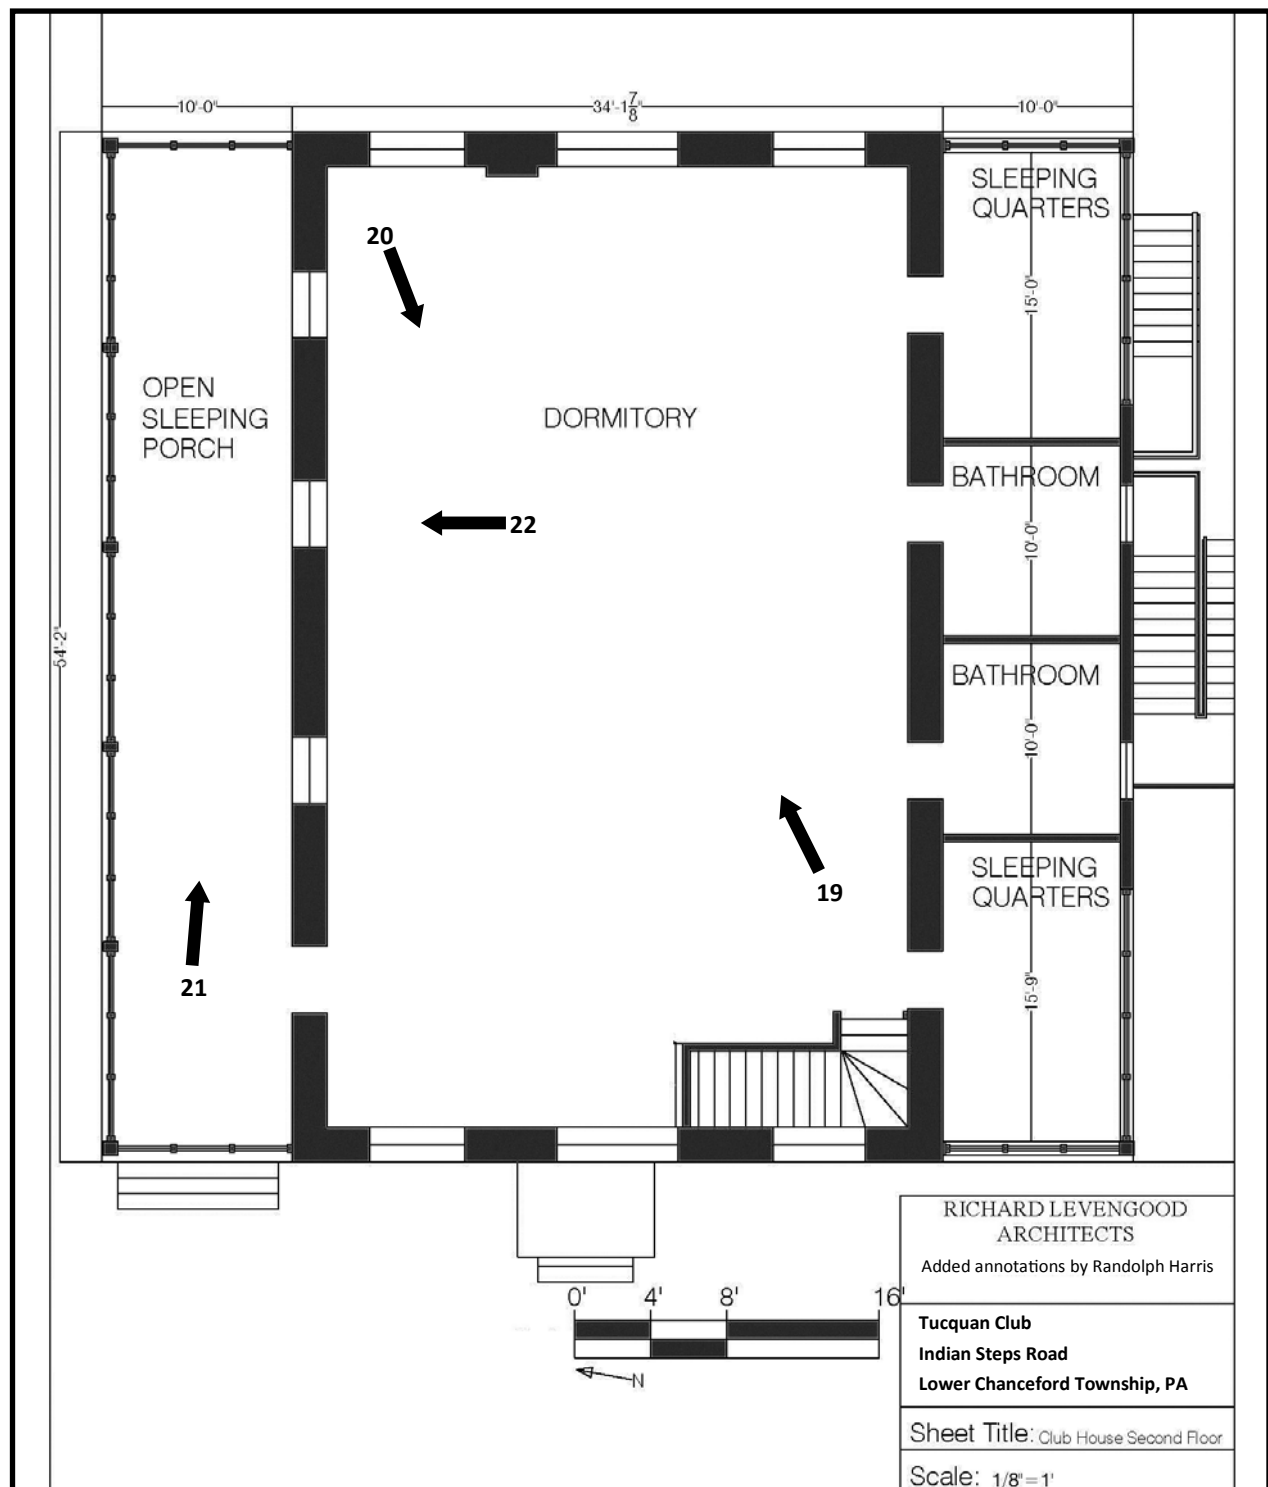 10'-0"
34'-1 7/8"
10'-0"
SLEEPING
QUARTERS
20
15'-0"
OPEN
SLEEPING
PORCH
DORMITORY
BATHROOM
22
10'-0"
54'-2"
BATHROOM
10'-0"
SLEEPING
QUARTERS
19
21
15'-9"
RICHARD LEVENGOOD
ARCHITECTS
Added annotations by Randolph Harris
0' 4' 8' 16'
N
Tucquan Club
Indian Steps Road
Lower Chanceford Township, PA
Sheet Title: Club House Second Floor
Scale: 1/8"=1'